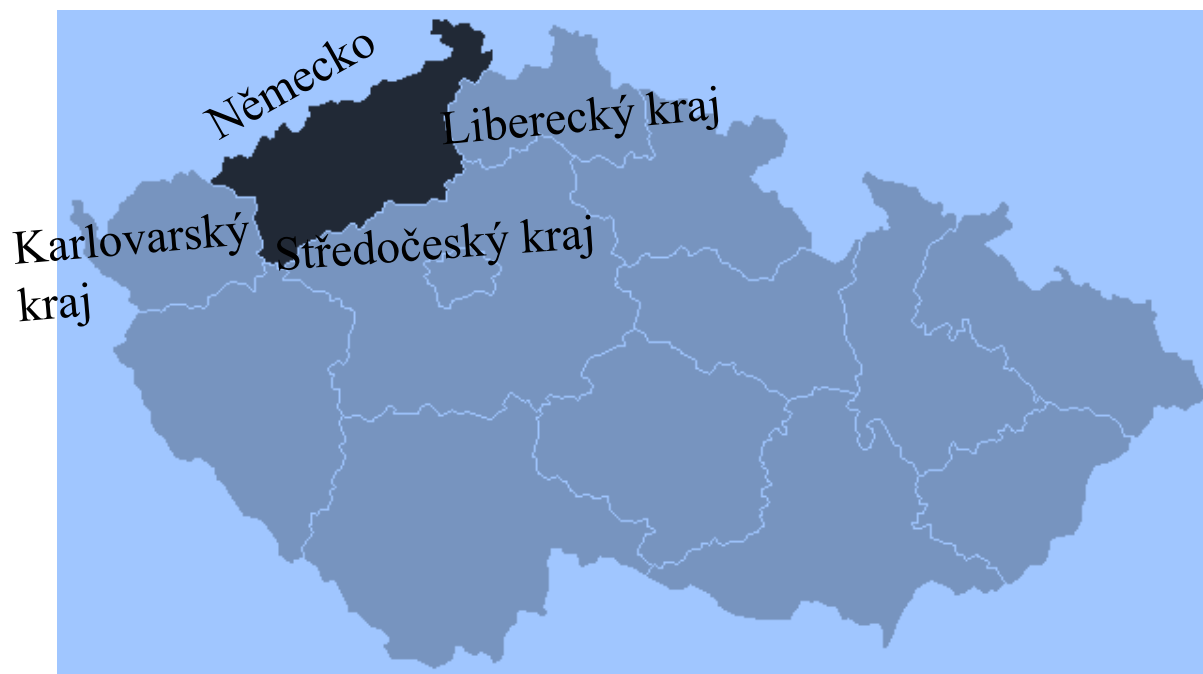 Německo
Liberecký kraj
Karlovarský
kraj
Středočeský kraj